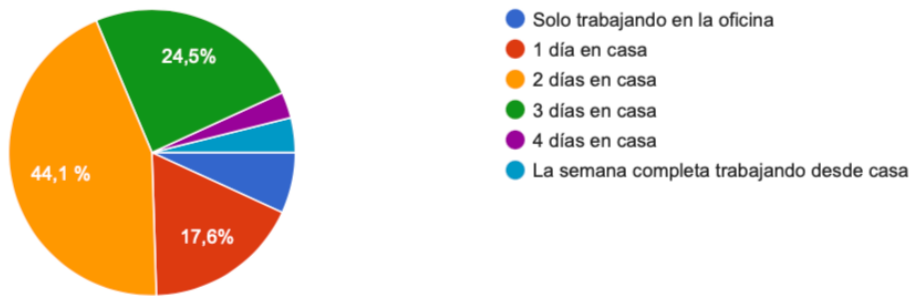 24,5%
44,1 %
17,6%
Solo trabajando en la oficina
1 día en casa
2 días en casa
3 días en casa
4 días en casa
La semana completa trabajando desde casa